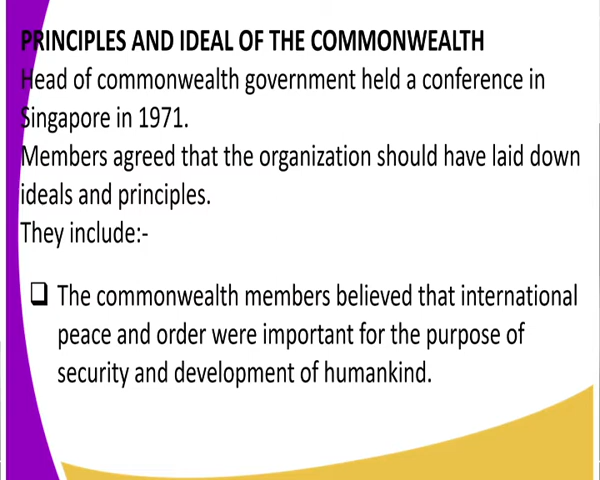 PRINCIPLES AND IDEAL OF THE COMMONWEALTH
Head of commonwealth government held a conference in
Singapore in 1971.
Members agreed that the organization should have laid down
ideals and principles.
They include:-
❑ The commonwealth members believed that international
peace and order were important for the purpose of
security and development of humankind.